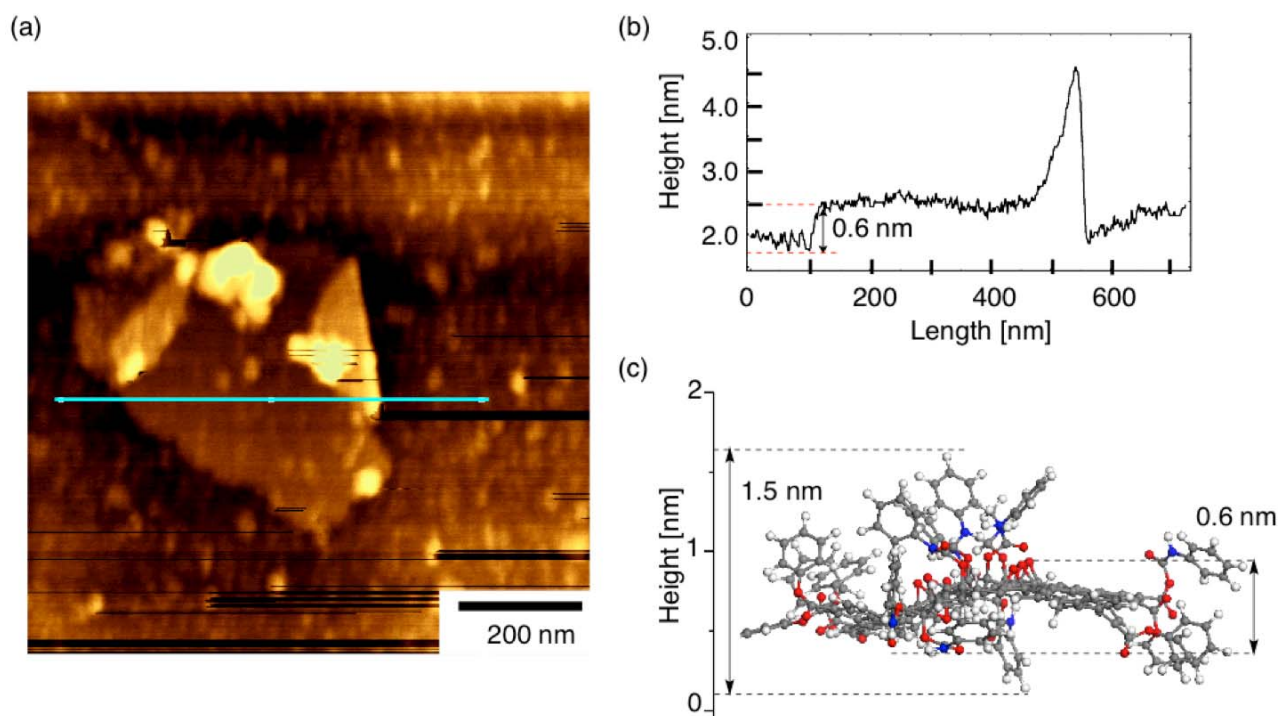 (a)
200 nm
(b)
Height [nm]
5.0
4.0
3.0
2.0
0.6 nm
0
200
400
600
Length [nm]
(c)
Height [nm]
2
1
0
1.5 nm
0.6 nm